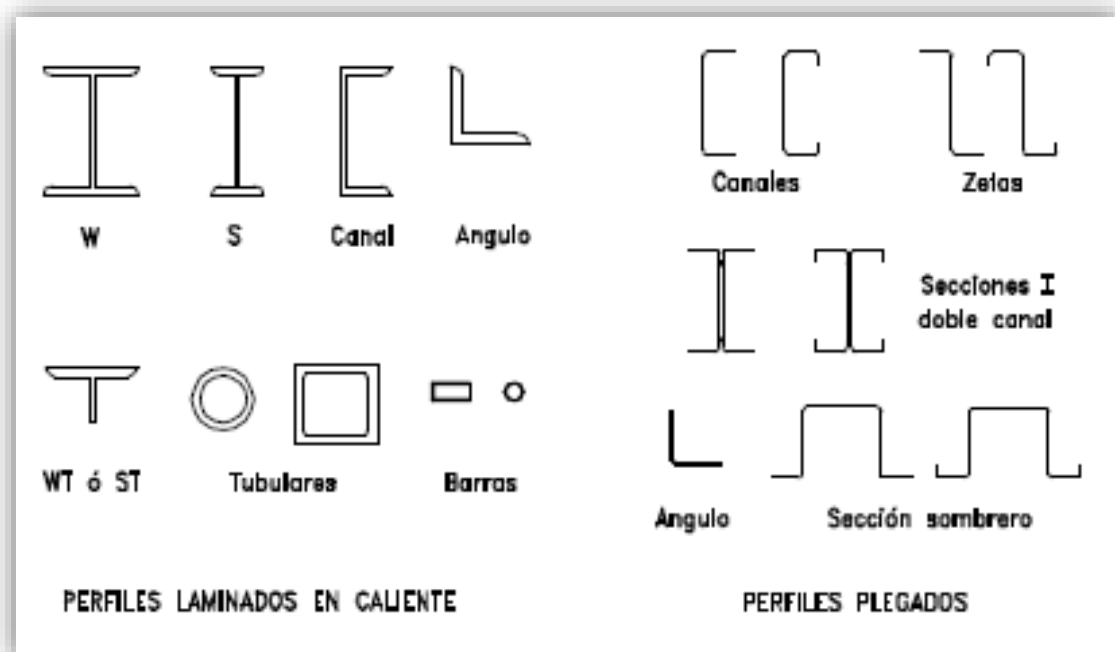 W
S
Canal
Angulo
WT ó ST
Tubulares
Barras
PERFILES LAMINADOS EN CALIENTE
Canales
Zetas
Secciones I
doble canal
Angulo
Sección sombrero
PERFILES PLEGADOS